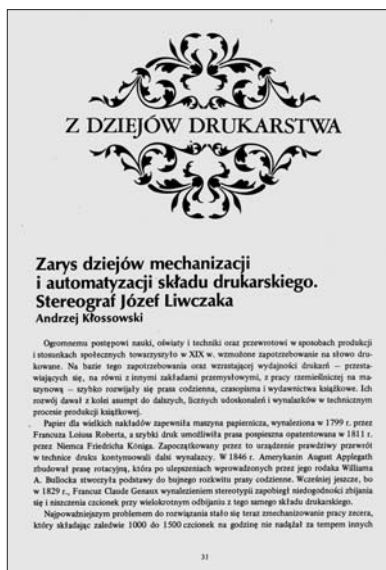 Z DZIEJÓW DRUKARSTWA
Zarys dziejów mechanizacji
i automatyzacji składu drukarskiego.
Stereograf Józef Liwczaka
Andrzej Kłossowski
Ogromnemu postępowi nauki, oświaty i techniki oraz przewrotowi w sposobach produkcji
i stosunkach społecznych towarzyszyło w XIX w. wzmożone zapotrzebowanie na słowo dru-
kowane. Na bazie tego zapotrzebowania oraz wzrastającej wydajności drukarń — przesta-
wiających się, na równi z innymi zakładami przemysłowymi, z pracy rzemieślniczej na ma-
szynową — szybko rozwijały się prasa codzienna, czasopisma i wydawnictwa książkowe. Ich
rozwój dawał z kolei asumpt do dalszych, licznych udoskonaleń i wynalazków w technicznym
procesie produkcji książkowej.
Papier dla wielkich nakładów zapewniła maszyna papiernicza, wynaleziona w 1799 r. przez
Francuza Loiusa Roberta, a szybki druk umożliwiła prasa pospieszna opatentowana w 1811 r.
przez Niemca Friedricha Königa. Zapoczątkowany przez to urządzenie prawdziwy przewrót
w technice druku kontynuowali dalsi wynalazcy. W 1846 r. Amerykanin August Applegath
zbudował prasę rotacyjną, która po ulepszeniach wprowadzonych przez jego rodaka Williama
A. Bullocka stworzyła podstawy do bujnego rozkwitu prasy codziennej. Wcześniej jeszcze, bo
w 1829 r., Francuz Claude Genaux wynalezieniem stereotypii zapobiegł niedogodności zbijania
się i niszczenia czcionek przy wielokrotnym odbijaniu z tego samego składu drukarskiego.
Najpoważniejszym problemem do rozwiązania stało się teraz zmechanizowanie pracy zecera,
który składając zaledwie 1000 do 1500 czcionek na godzinę nie nadążał za tempem innych
31